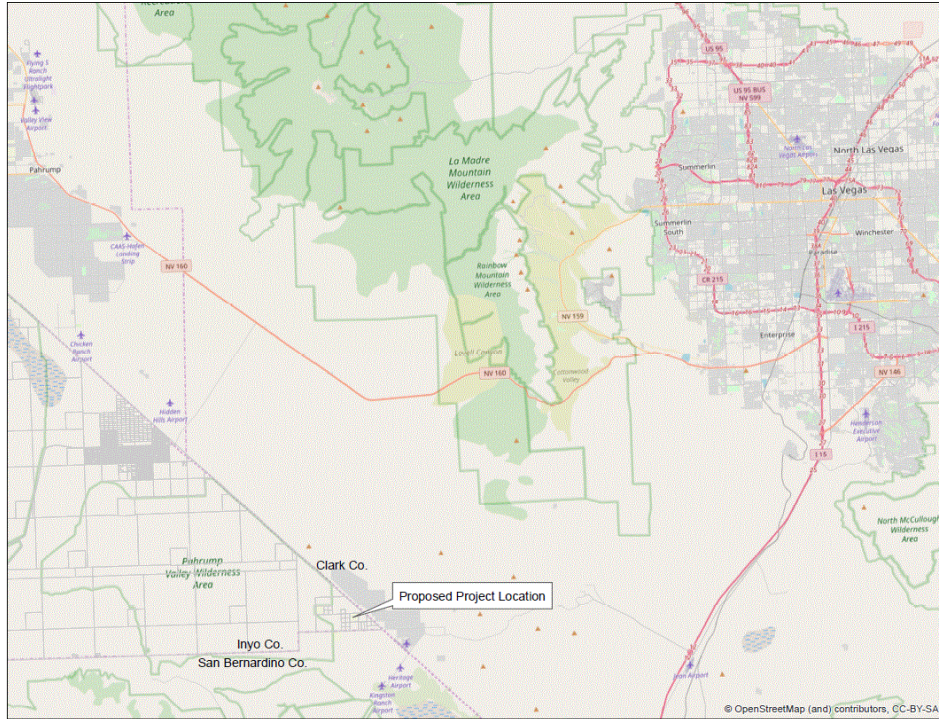 Recreation
Area
Flying S
Ranch
Ultralight
Flightpark
Valley View
Airport
Pahrump
CAAS-Hafen
Landing
Strip
NV 160
La Madre
Mountain
Wilderness
Area
Rainbow
Mountain
Wilderness
Area
NV 159
Lovell Canyon
NV 160
Cottonwood
Valley
US 95
US 95 BUS
NV 599
North Las
Vegas Airport
North Las Vegas
Summerlin
Las Vegas
Summerlin
South
Winchester
Paradise
CR 215
Enterprise
I 215
NV 146
Henderson
Executive
Airport
I 15
North McCullough
Wilderness
Area
Chicken
Ranch
Airport
Hidden
Hills Airport
Pahrump
Valley Wilderness
Area
Clark Co.
Proposed Project Location
Inyo Co.
San Bernardino Co.
Heritage
Airport
Kingston
Ranch
Airport
Jean Airport
© OpenStreetMap (and) contributors, CC-BY-SA